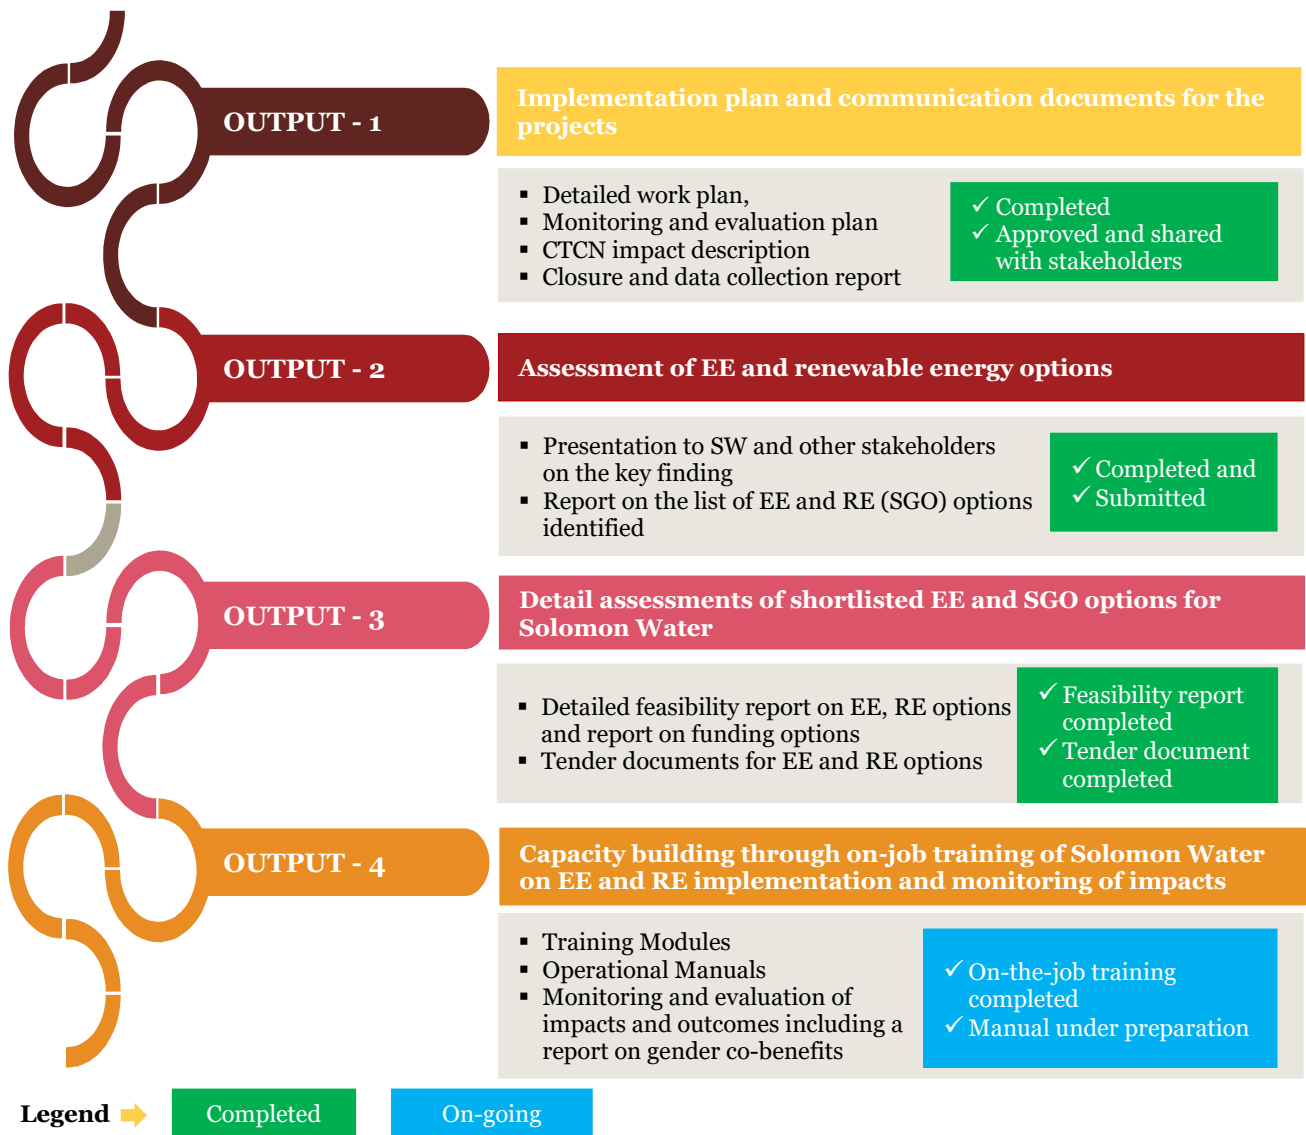 OUTPUT - 1
Implementation plan and communication documents for the
projects
▪ Detailed work plan,
▪ Monitoring and evaluation plan
▪ CTCN impact description
▪ Closure and data collection report
✓ Completed
✓ Approved and shared
with stakeholders
OUTPUT - 2
Assessment of EE and renewable energy options
▪ Presentation to SW and other stakeholders
on the key finding
▪ Report on the list of EE and RE (SGO) options
identified
✓ Completed and
✓ Submitted
OUTPUT - 3
Detail assessments of shortlisted EE and SGO options for
Solomon Water
▪ Detailed feasibility report on EE, RE options
and report on funding options
▪ Tender documents for EE and RE options
✓ Feasibility report
completed
✓ Tender document
completed
OUTPUT - 4
Capacity building through on-job training of Solomon Water
on EE and RE implementation and monitoring of impacts
▪ Training Modules
▪ Operational Manuals
▪ Monitoring and evaluation of
impacts and outcomes including a
report on gender co-benefits
✓ On-the-job training
completed
✓ Manual under preparation
Legend
Completed
On-going